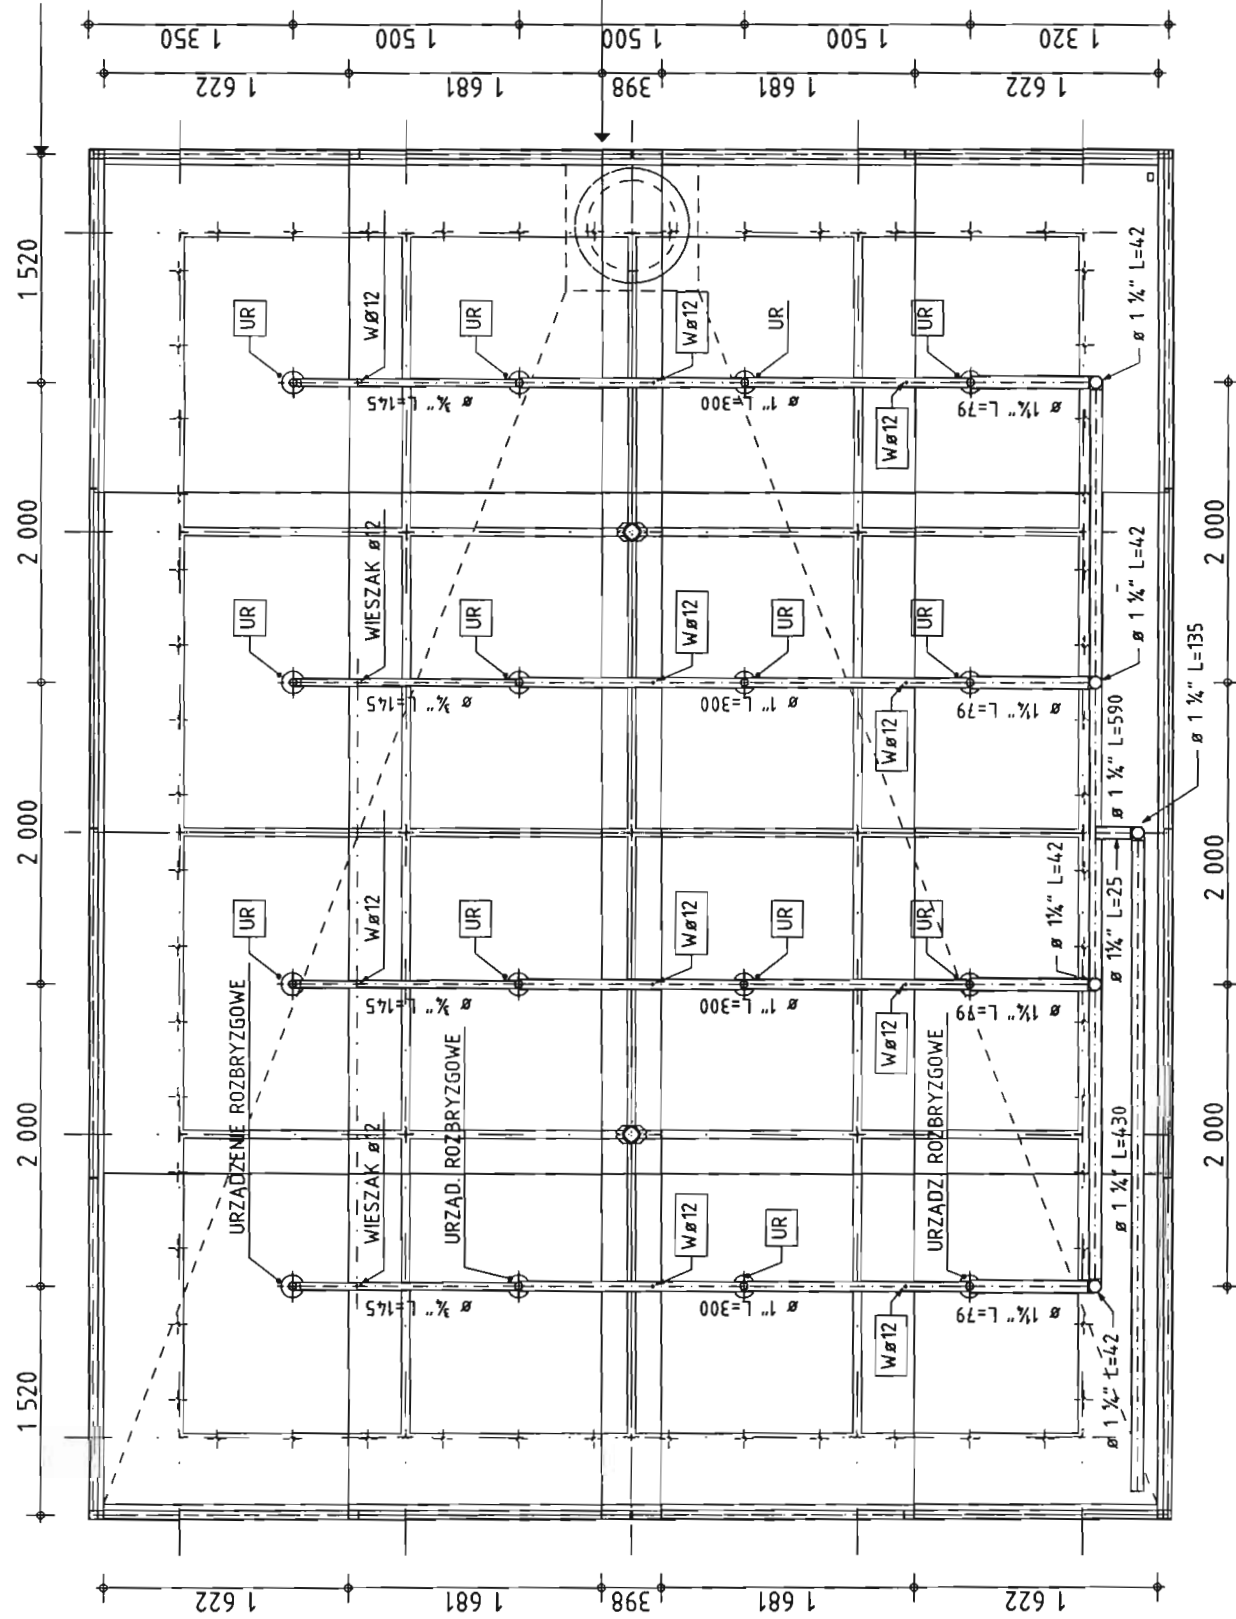 1 350
1 500
1 500
1 500
1 320
1 622
1 681
398
1 681
1 622
1 520
2 000
2 000
2 000
1 520
2 000
2 000
2 000
UR
WØ12
UR
WØ12
UR
UR
ø ¾" L=145
ø 1" L=300
WØ12
ø 1¼" L=79
ø 1 ¼" L=42
UR
WIESZAK ø12
UR
WØ12
UR
UR
ø ¾" L=145
ø 1" L=300
WØ12
ø 1¼" L=79
ø 1 ¼" L=42
ø 1 ¼" L=590
ø 1 ¼" L=135
UR
WØ12
UR
WØ12
UR
UR
ø ¾" L=145
ø 1" L=300
WØ12
ø 1¼" L=79
ø 1¼" L=42
ø 1¼" L=25
URZĄDZENIE ROZBRYZGOWE
WIESZAK ø12
URZĄD. ROZBRYZGOWE
WØ12
UR
URZĄDZ. ROZBRYZGOWE
ø ¾" L=145
ø 1" L=300
WØ12
ø 1¼" L=79
ø 1 ¼" L=42
ø 1 ¼" L=430
1 622
1 681
398
1 681
1 622